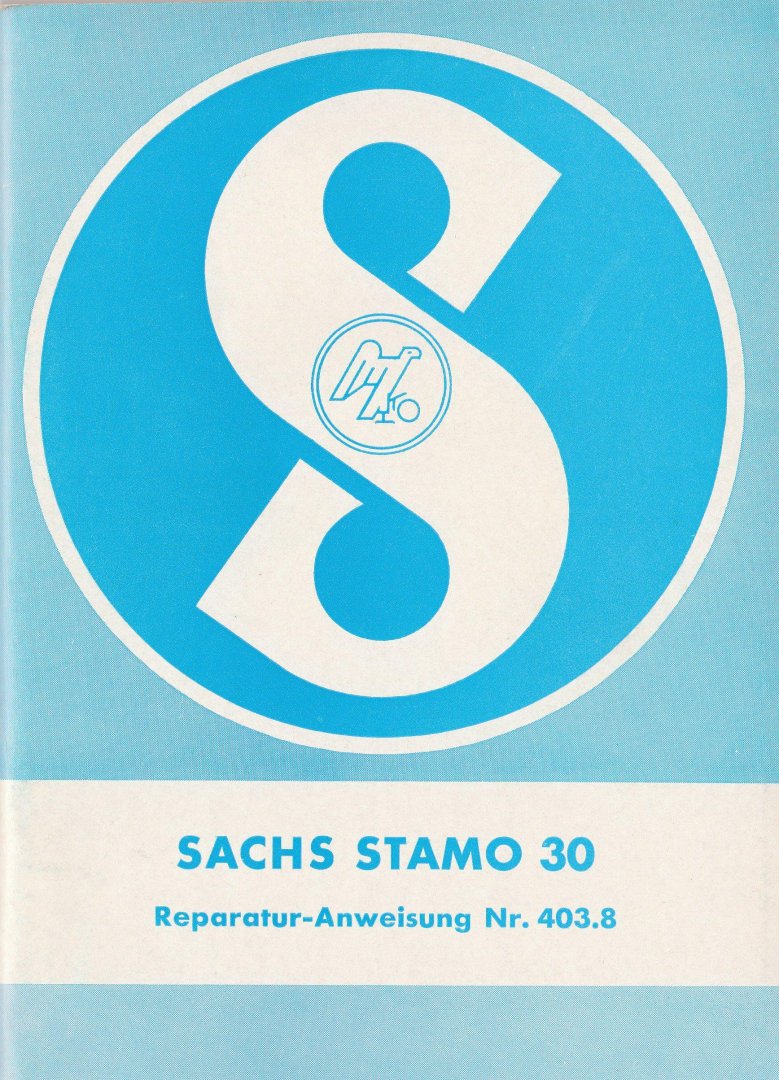 S
SACHS STAMO 30
Reparatur-Anweisung Nr. 403.8